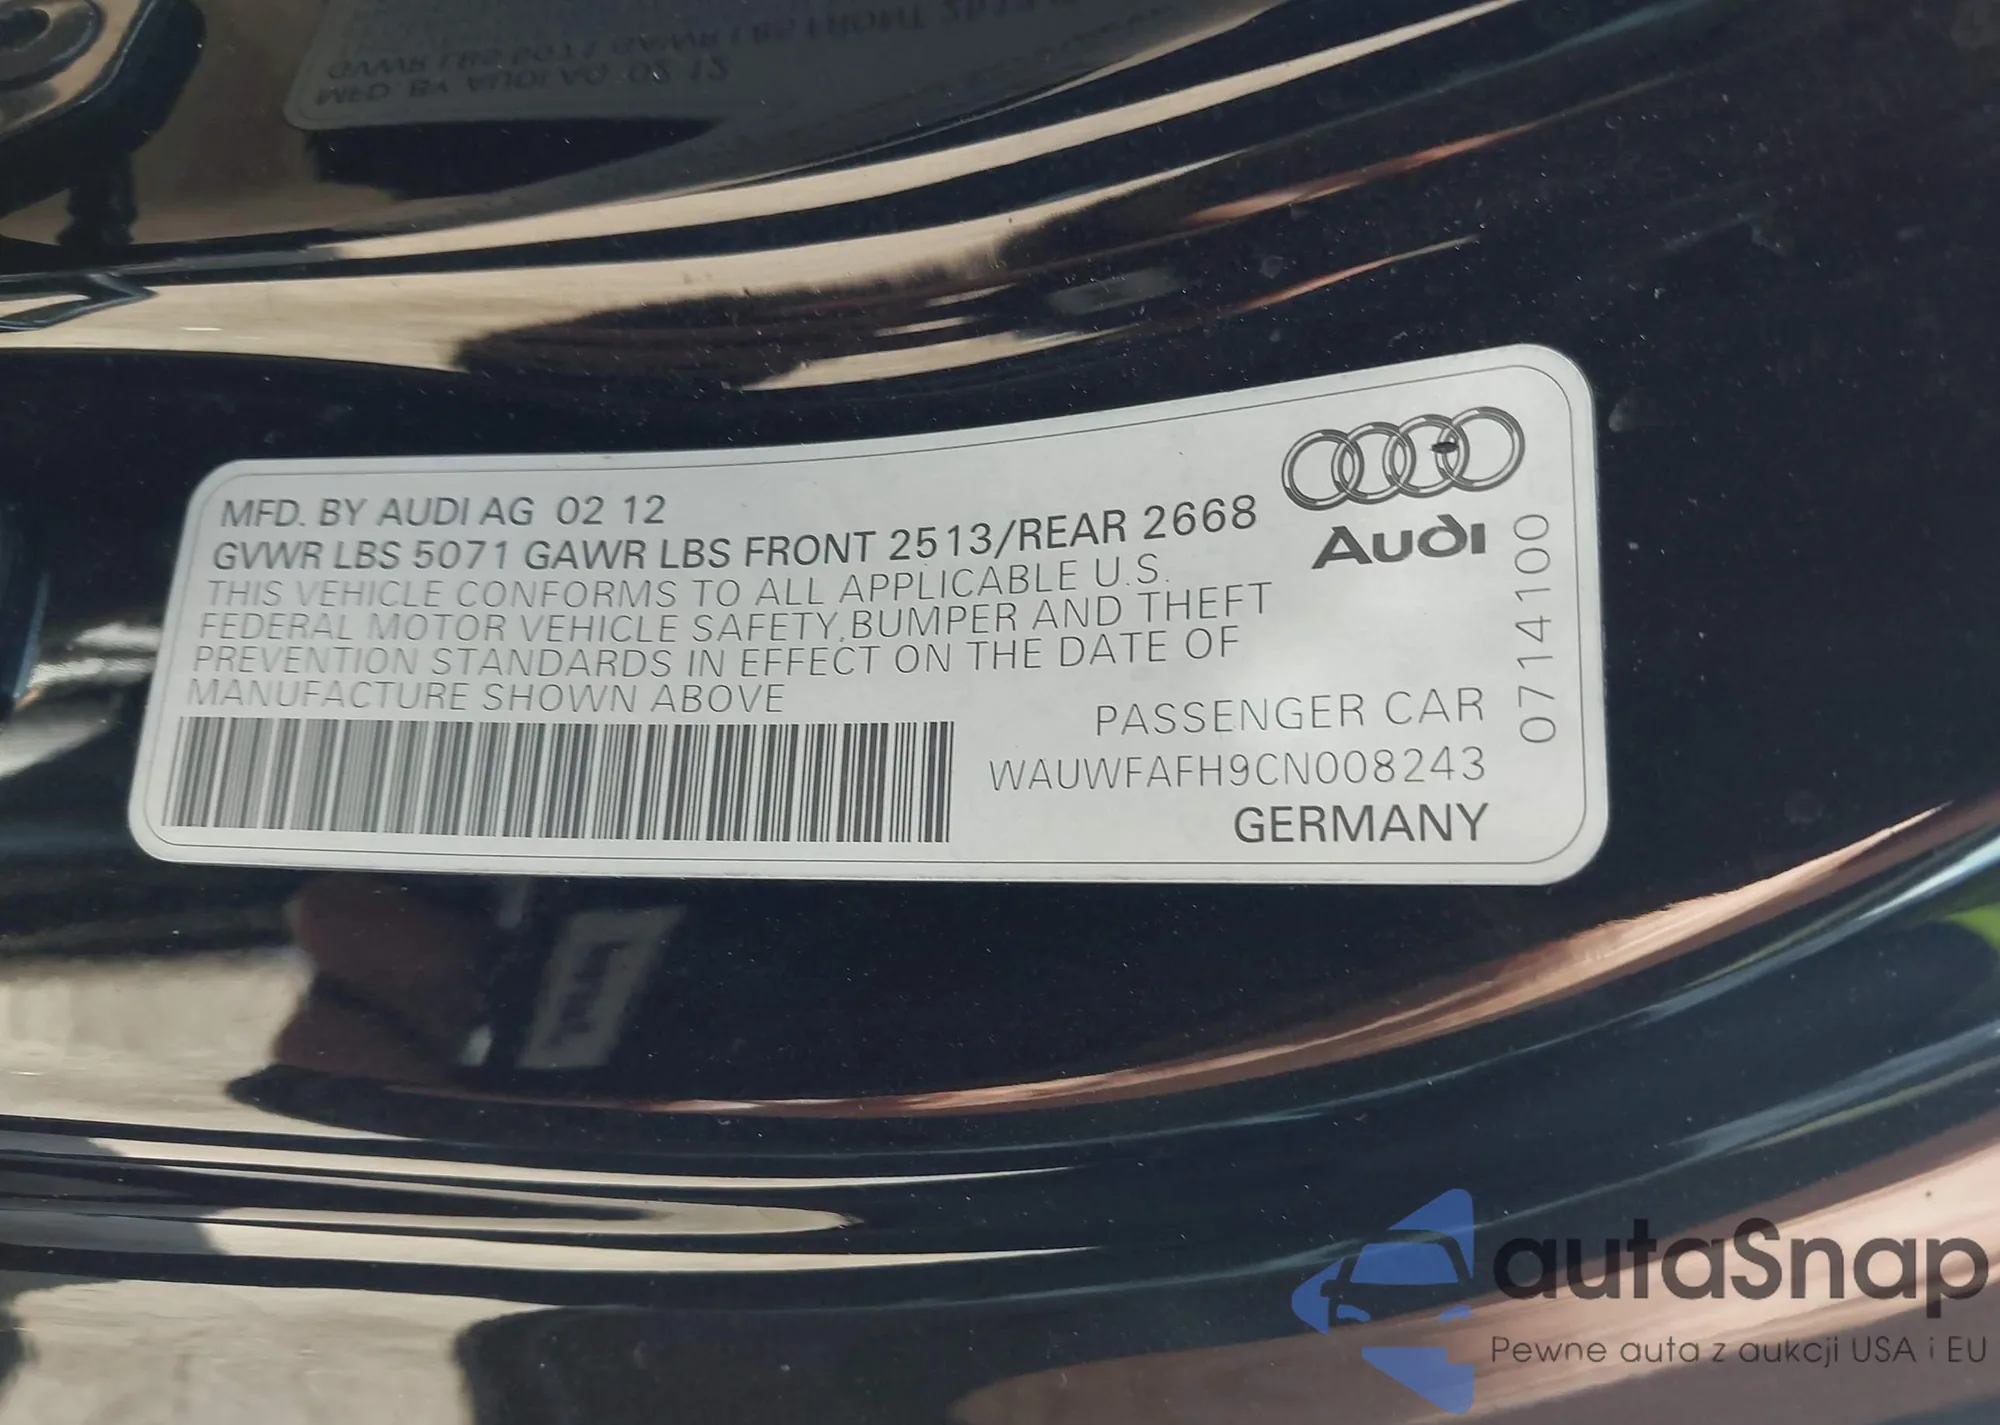 MFD. BY AUDI AG 02 12
GVWR LBS 5071 GAWR LBS FRONT 2513/REAR 2668
THIS VEHICLE CONFORMS TO ALL APPLICABLE U.S.
FEDERAL MOTOR VEHICLE SAFETY,BUMPER AND THEFT
PREVENTION STANDARDS IN EFFECT ON THE DATE OF
MANUFACTURE SHOWN ABOVE
Audi
0714100
PASSENGER CAR
WAUWFAFH9CN008243
GERMANY
autaSnap
Pewne auta z aukcji USA i EU